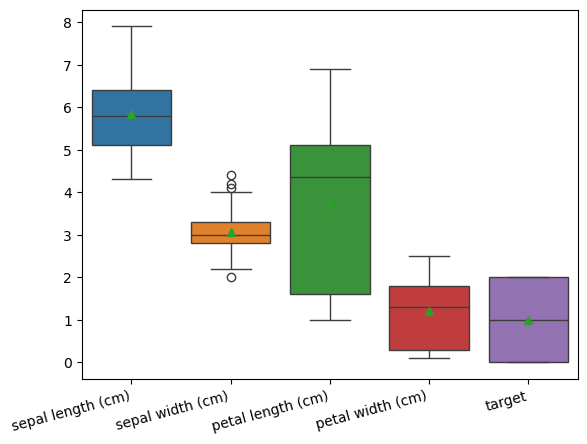 8
7
6
5
4
3
2
1
0
sepal length (cm)
sepal width (cm)
petal length (cm)
petal width (cm)
target